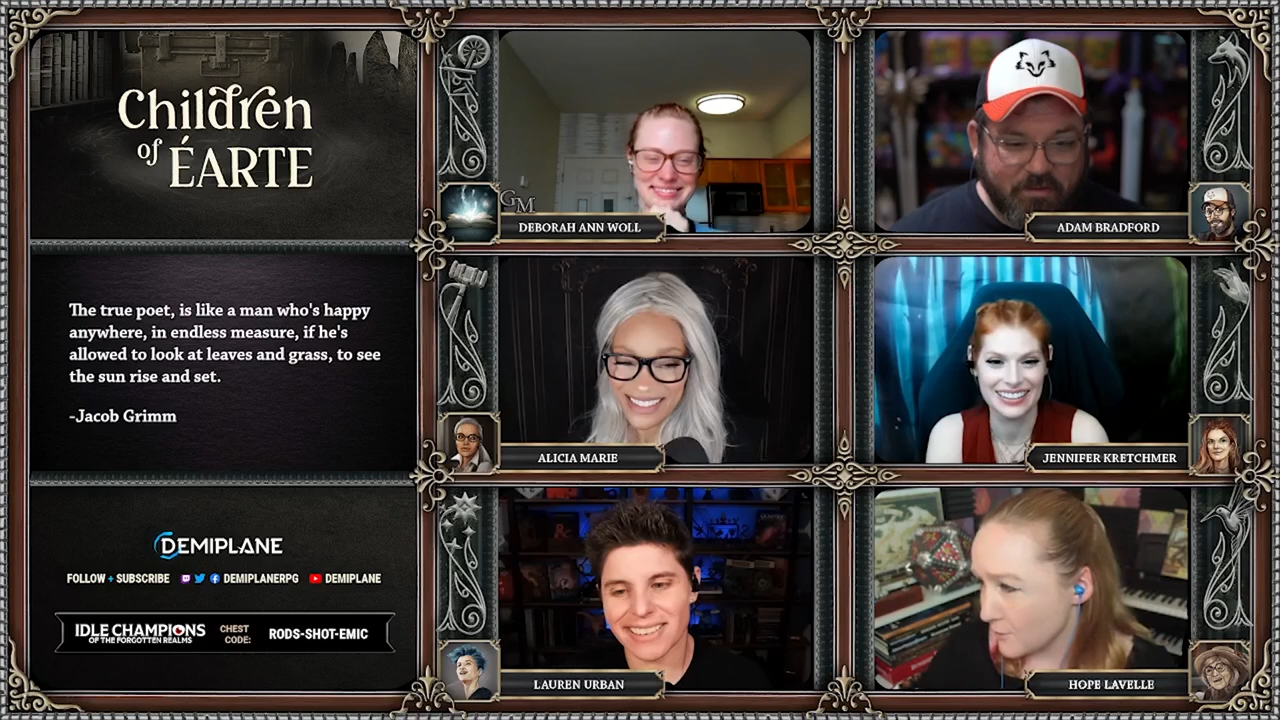 Children
of ÉARTE
The true poet, is like a man who's happy
anywhere, in endless measure, if he's
allowed to look at leaves and grass, to see
the sun rise and set.
-Jacob Grimm
DEMIPLANE
FOLLOW + SUBSCRIBE DEMIPLANERPG DEMIPLANE
IDLE CHAMPIONS
OF THE FORGOTTEN REALMS
CHEST
CODE:
RODS-SHOT-EMIC
GM
DEBORAH ANN WOLL
ADAM BRADFORD
ALICIA MARIE
JENNIFER KRETCHMER
LAUREN URBAN
HOPE LAVELLE